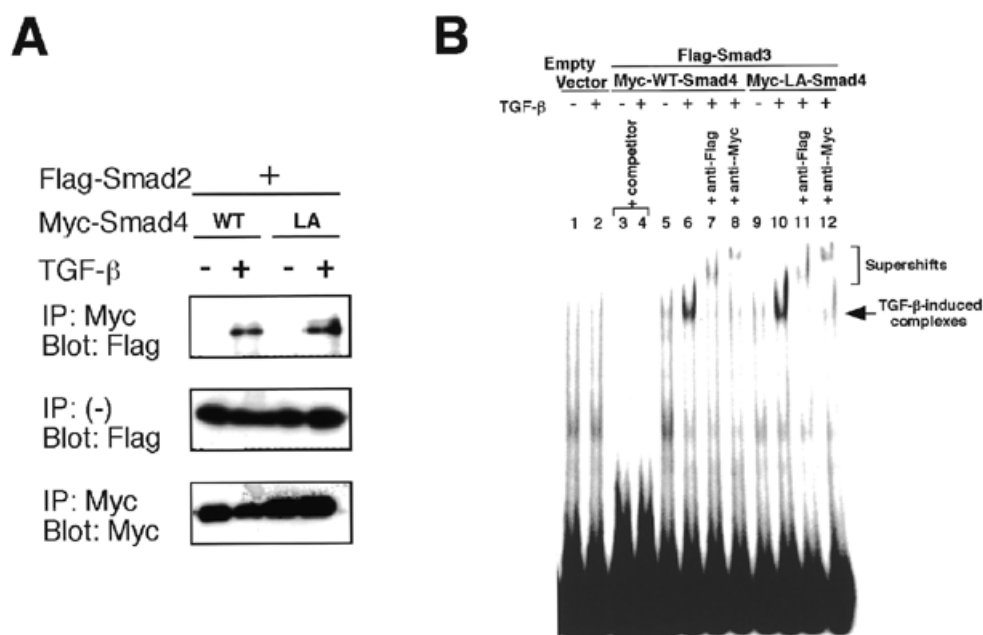 A
Flag-Smad2 +
Myc-Smad4 WT LA
TGF-β - + - +
IP: Myc
Blot: Flag
IP: (-)
Blot: Flag
IP: Myc
Blot: Myc
B
Flag-Smad3
Empty
Vector Myc-WT-Smad4 Myc-LA-Smad4
TGF-β - + - + - + + + - + + +
+ competitor
+ anti-Flag
+ anti--Myc
+ anti-Flag
+ anti--Myc
1 2 3 4 5 6 7 8 9 10 11 12
Supershifts
TGF-β-induced
complexes